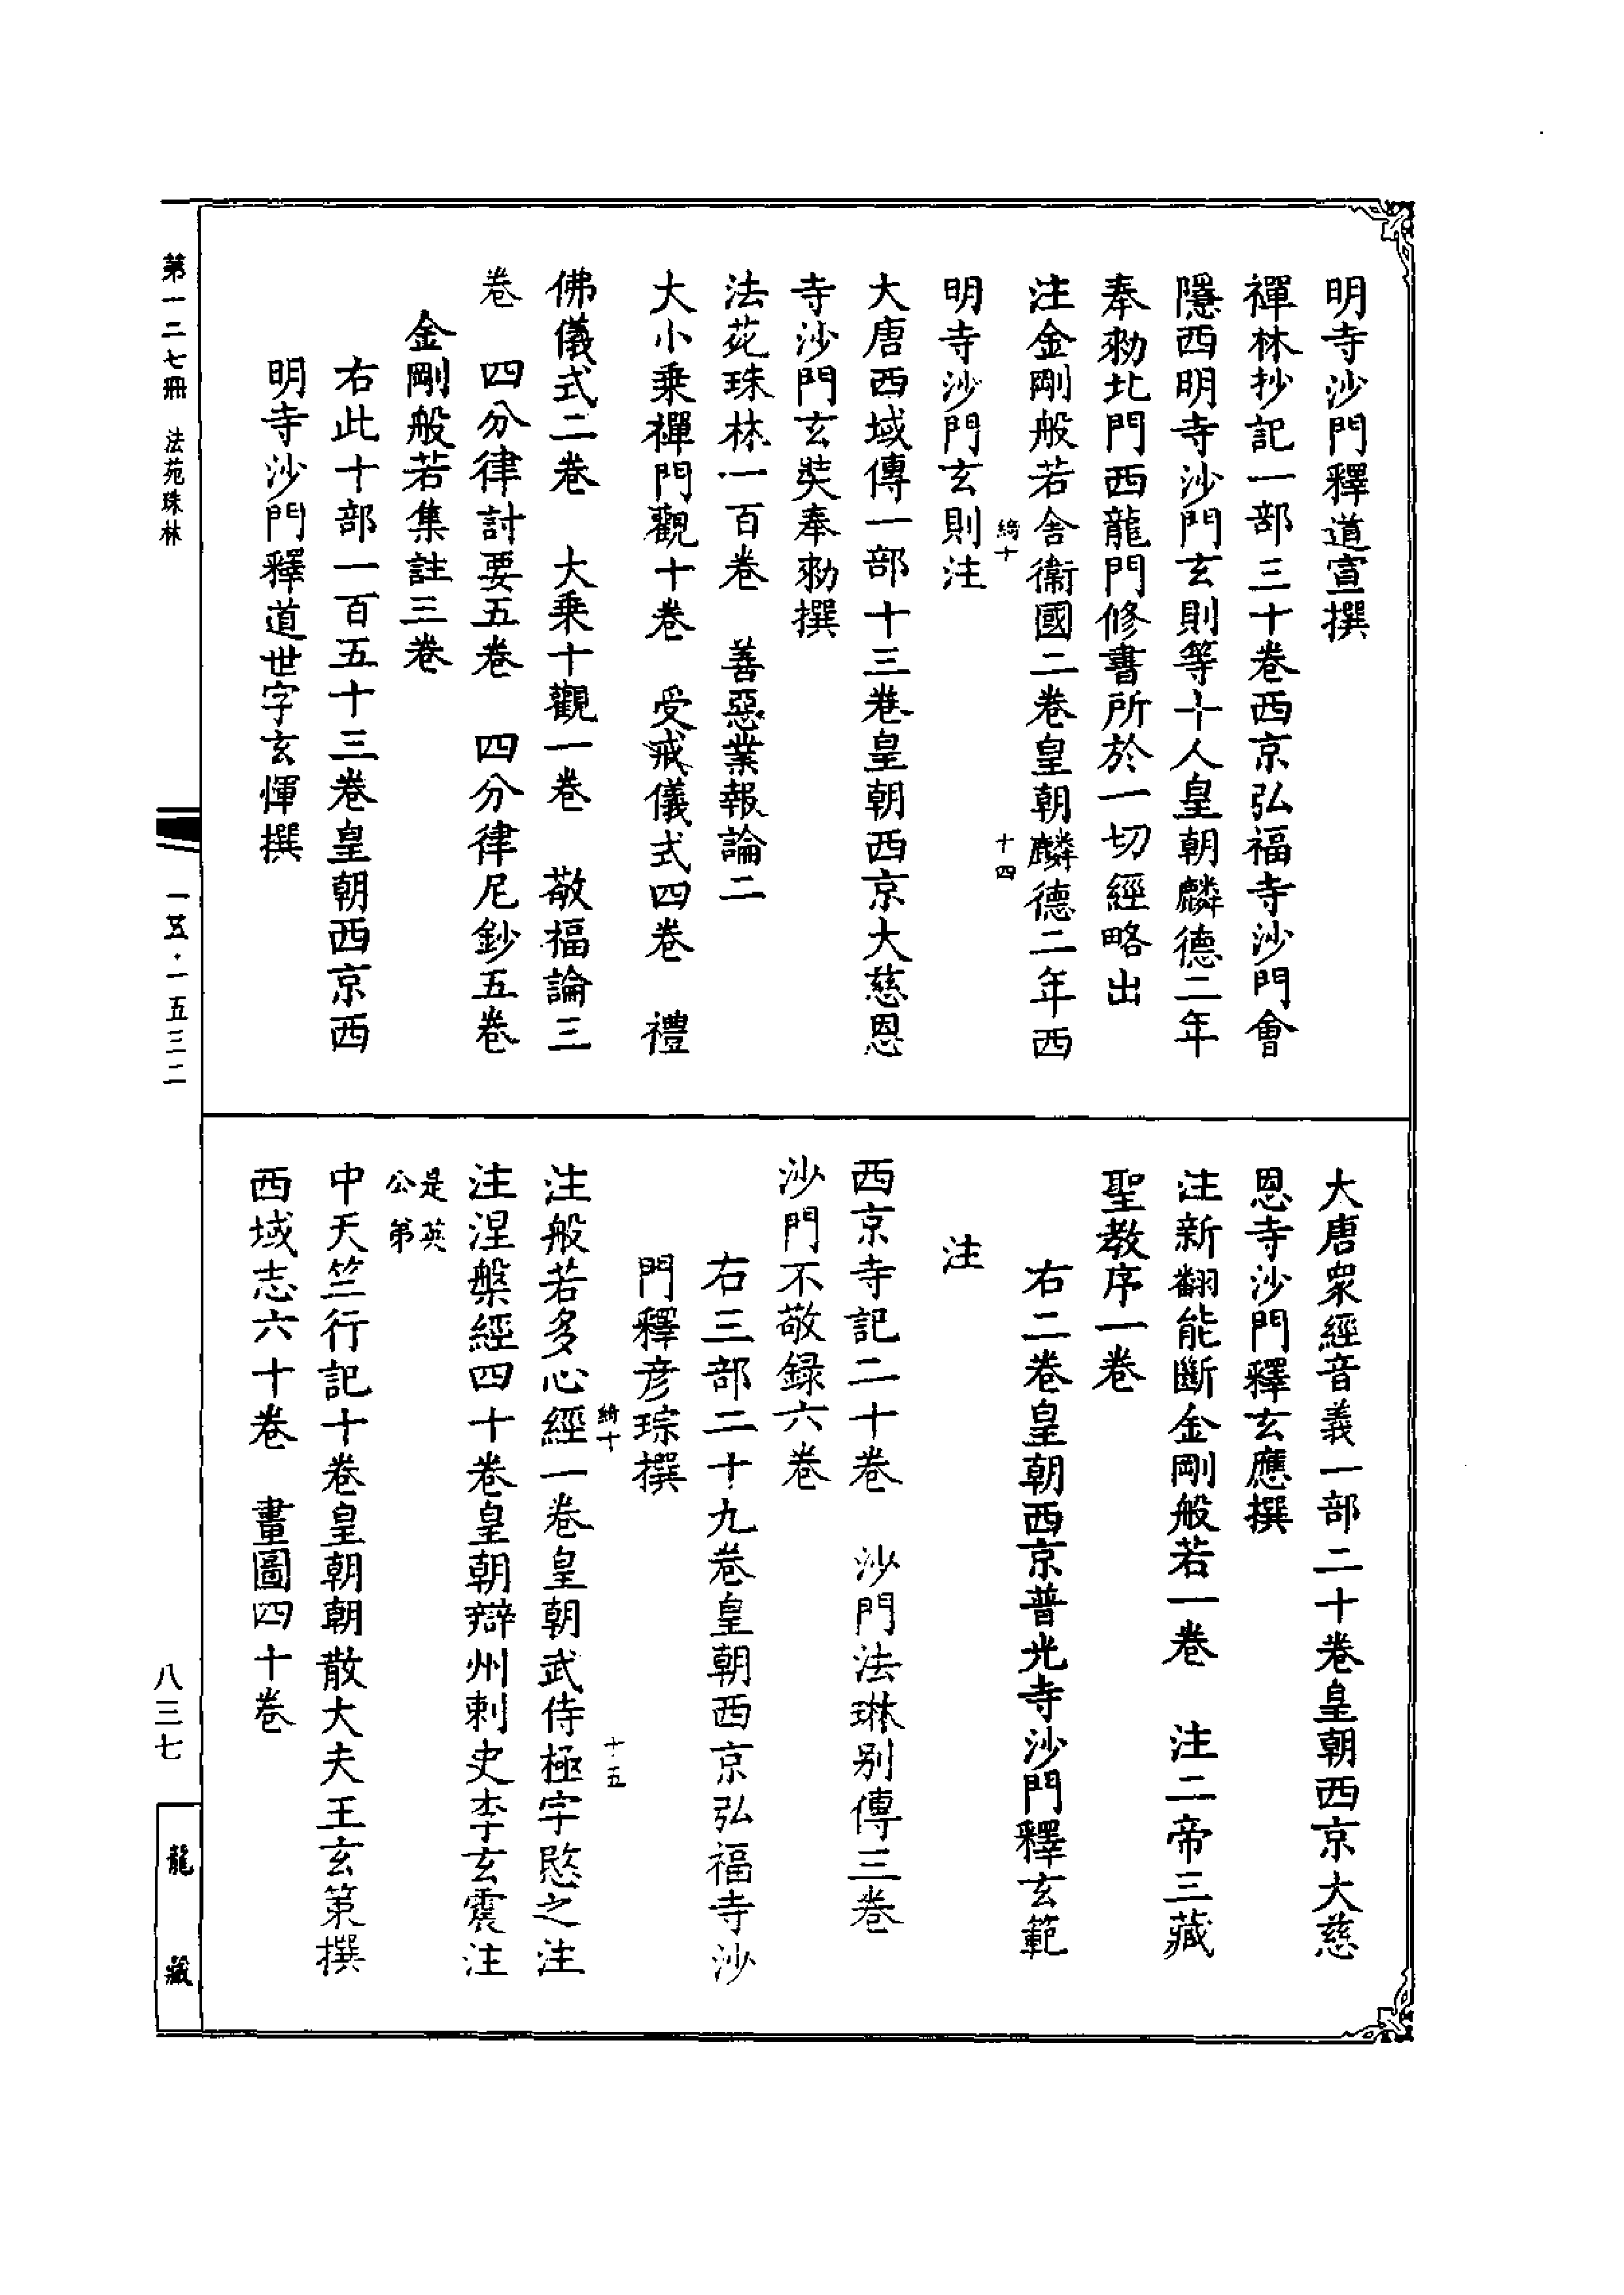 明寺沙門釋道宣撰
禪林抄記一部三十卷西京弘福寺沙門會
隱西明寺沙門玄則等十人皇朝麟德二年
奉勑北門西龍門修書所於一切經略出
注金剛般若舍衞國二卷皇朝麟德二年西
綺十
十四
明寺沙門玄則注
大唐西域傳一部十三卷皇朝西京大慈恩
寺沙門玄奘奉勑撰
法苑珠林一百卷　善惡業報論二
大小乘禪門觀十卷　受戒儀式四卷　禮
佛儀式二卷　大乘十觀一卷　敬福論三
卷　四分律討要五卷　四分律尼鈔五卷
金剛般若集註三卷
右此十部一百五十三卷皇朝西京西
明寺沙門釋道世字玄惲撰
大唐衆經音義一部二十卷皇朝西京大慈
恩寺沙門釋玄應撰
注新翻能斷金剛般若一卷　注二帝三藏
聖教序一卷
右二卷皇朝西京普光寺沙門釋玄範
注
西京寺記二十卷　沙門法琳别傳三卷
沙門不敬録六卷
右三部二十九卷皇朝西京弘福寺沙
門釋彦琮撰
綺十
十五
注般若多心經一卷皇朝武侍極字愍之注
注涅槃經四十卷皇朝辯州刺史李玄震注
是英
公第
中天竺行記十卷皇朝朝散大夫王玄策撰
西域志六十卷　畫圖四十卷
第一二七冊　法苑珠林
一五·一五三二
八三七
龍藏